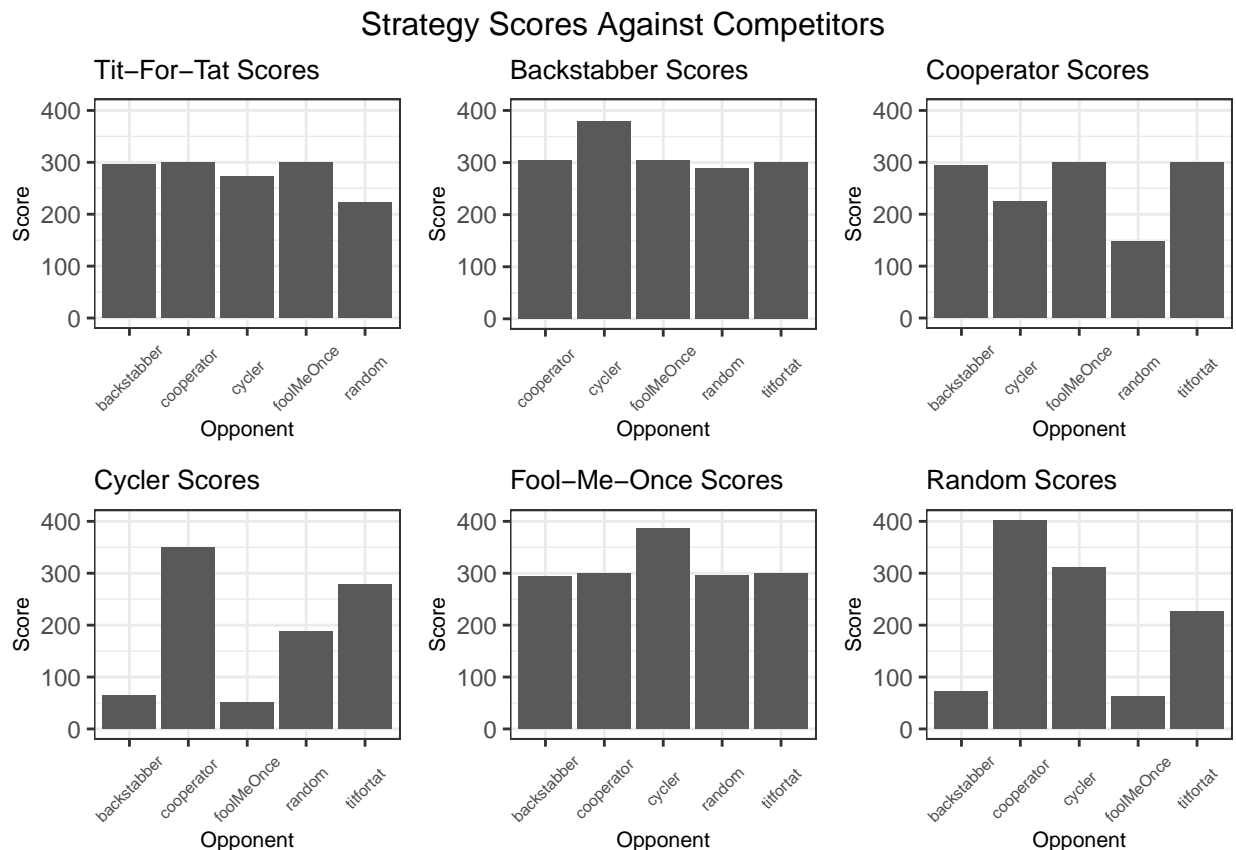 Strategy Scores Against Competitors
Tit−For−Tat Scores
Score
400
300
200
100
0
backstabber
cooperator
cycler
foolMeOnce
random
Opponent
Backstabber Scores
Score
400
300
200
100
0
cooperator
cycler
foolMeOnce
random
titfortat
Opponent
Cooperator Scores
Score
400
300
200
100
0
backstabber
cycler
foolMeOnce
random
titfortat
Opponent
Cycler Scores
Score
400
300
200
100
0
backstabber
cooperator
foolMeOnce
random
titfortat
Opponent
Fool−Me−Once Scores
Score
400
300
200
100
0
backstabber
cooperator
cycler
random
titfortat
Opponent
Random Scores
Score
400
300
200
100
0
backstabber
cooperator
cycler
foolMeOnce
titfortat
Opponent